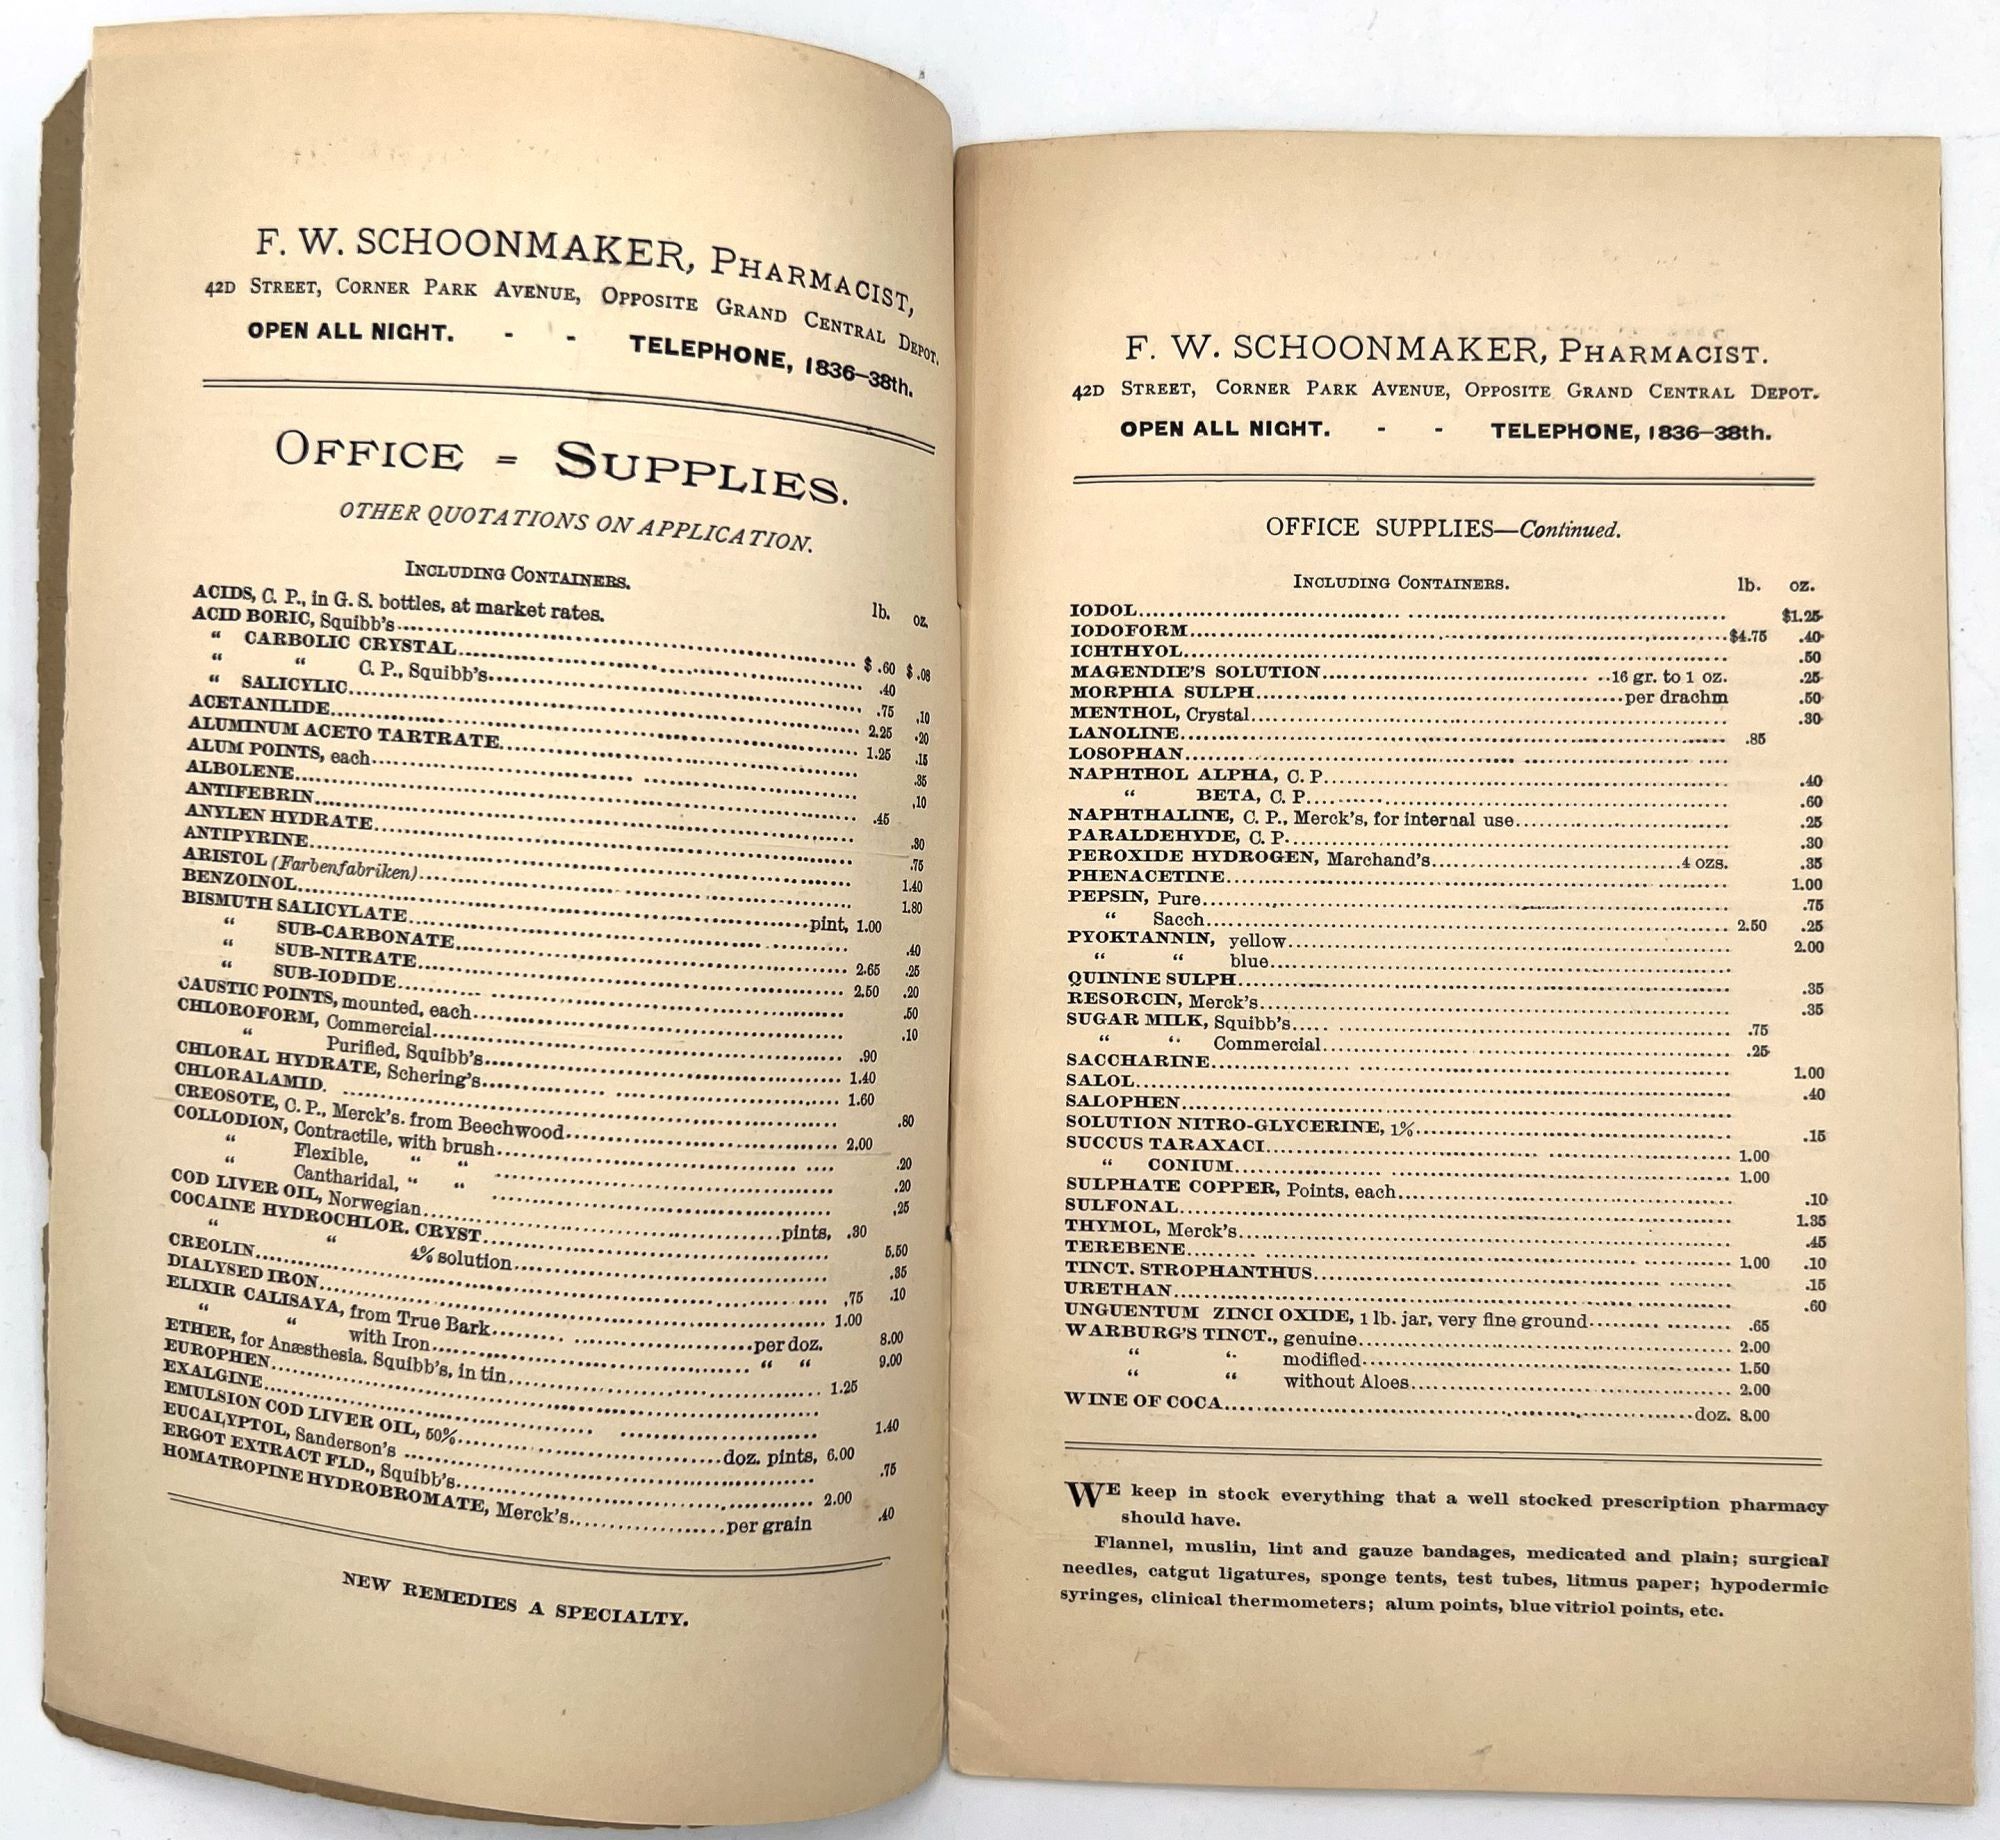 F. W. SCHOONMAKER, PHARMACIST,
42D STREET, CORNER PARK AVENUE, OPPOSITE GRAND CENTRAL DEPOT.
OPEN ALL NIGHT. - - TELEPHONE, 1836–38th.
OFFICE = SUPPLIES.
OTHER QUOTATIONS ON APPLICATION.
INCLUDING CONTAINERS.
ACIDS, C. P., in G. S. bottles, at market rates. lb. oz.
ACID BORIC, Squibb's $ .60 $ .08
“ CARBOLIC CRYSTAL .40
“ “ C. P., Squibb's .75 .10
“ SALICYLIC 2.25 .20
ACETANILIDE 1.25 .15
ALUMINUM ACETO TARTRATE .35
ALUM POINTS, each .10
ALBOLENE .45
ANTIFEBRIN .30
ANYLEN HYDRATE .75
ANTIPYRINE 1.40
ARISTOL (Farbenfabriken) 1.80
BENZOINOL pint, 1.00
BISMUTH SALICYLATE .40
“ SUB-CARBONATE 2.65 .25
“ SUB-NITRATE 2.50 .20
“ SUB-IODIDE .50
CAUSTIC POINTS, mounted, each .10
CHLOROFORM, Commercial .90
“ Purified, Squibb's 1.40
CHLORAL HYDRATE, Schering's 1.60
CHLORALAMID. .80
CREOSOTE, C. P., Merck's. from Beechwood 2.00
COLLODION, Contractile, with brush .20
“ Flexible, “ “ .20
“ Cantharidal, “ “ .25
COD LIVER OIL, Norwegian pints, .30
COCAINE HYDROCHLOR. CRYST 5.50
“ “ 4% solution .35
CREOLIN .75 .10
DIALYSED IRON 1.00
ELIXIR CALISAYA, from True Bark per doz. 8.00
“ “ with Iron “ “ 9.00
ETHER, for Anæsthesia. Squibb's, in tin 1.25
EUROPHEN
EXALGINE 1.40
EMULSION COD LIVER OIL, 50% doz. pints, 6.00
EUCALYPTOL, Sanderson's .75
ERGOT EXTRACT FLD., Squibb's 2.00
HOMATROPINE HYDROBROMATE, Merck's per grain .40
NEW REMEDIES A SPECIALTY.
F. W. SCHOONMAKER, PHARMACIST.
42D STREET, CORNER PARK AVENUE, OPPOSITE GRAND CENTRAL DEPOT.
OPEN ALL NIGHT. - - TELEPHONE, 1836–38th.
OFFICE SUPPLIES—Continued.
INCLUDING CONTAINERS. lb. oz.
IODOL $1.25
IODOFORM $4.75 .40
ICHTHYOL .50
MAGENDIE'S SOLUTION 16 gr. to 1 oz. .25
MORPHIA SULPH per drachm .50
MENTHOL, Crystal .30
LANOLINE .85
LOSOPHAN
NAPHTHOL ALPHA, C. P .40
“ BETA, C. P .60
NAPHTHALINE, C. P., Merck's, for internal use .25
PARALDEHYDE, C. P. .30
PEROXIDE HYDROGEN, Marchand's 4 ozs. .35
PHENACETINE 1.00
PEPSIN, Pure .75
“ Sacch 2.50 .25
PYOKTANNIN, yellow 2.00
“ “ blue
QUININE SULPH .35
RESORCIN, Merck's .35
SUGAR MILK, Squibb's .75
“ “ Commercial .25
SACCHARINE 1.00
SALOL .40
SALOPHEN
SOLUTION NITRO-GLYCERINE, 1% .15
SUCCUS TARAXACI 1.00
“ CONIUM 1.00
SULPHATE COPPER, Points, each .10
SULFONAL 1.35
THYMOL, Merck's .45
TEREBENE 1.00 .10
TINCT. STROPHANTHUS .15
URETHAN .60
UNGUENTUM ZINCI OXIDE, 1 lb. jar, very fine ground .65
WARBURG'S TINCT., genuine 2.00
“ “ modified 1.50
“ “ without Aloes 2.00
WINE OF COCA doz. 8.00
WE keep in stock everything that a well stocked prescription pharmacy
should have.
Flannel, muslin, lint and gauze bandages, medicated and plain; surgical
needles, catgut ligatures, sponge tents, test tubes, litmus paper; hypodermic
syringes, clinical thermometers; alum points, blue vitriol points, etc.